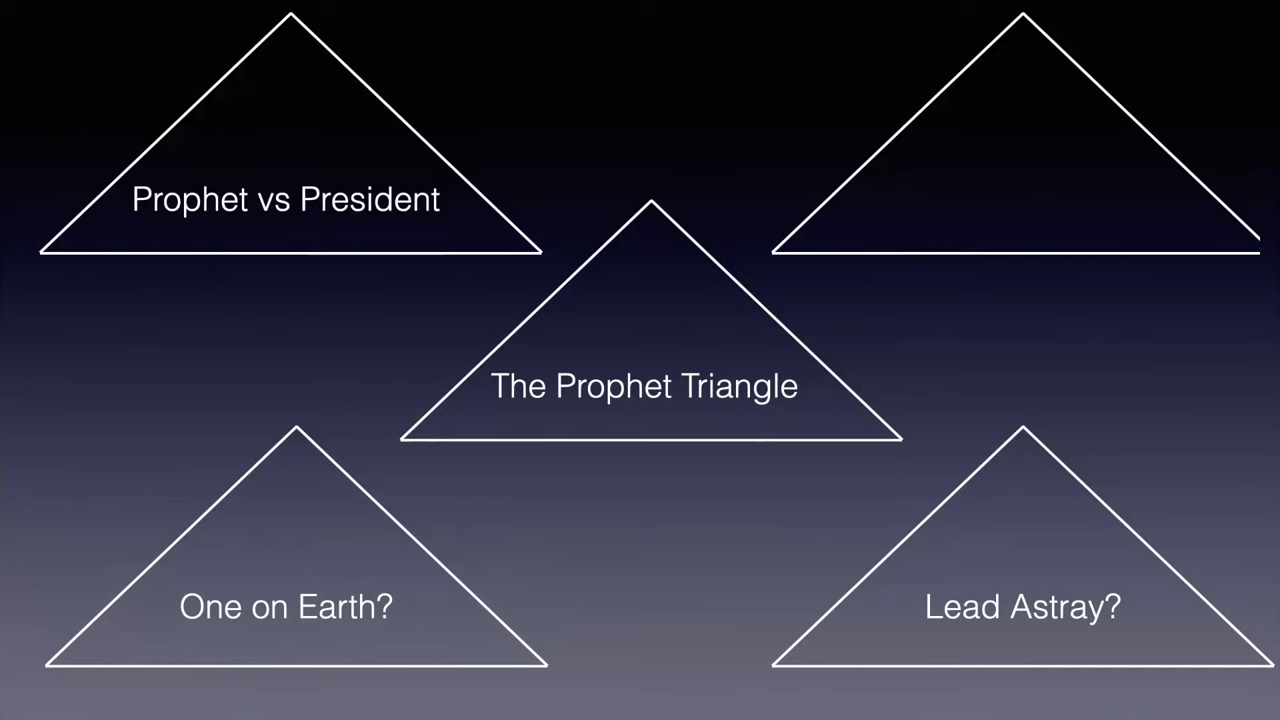 Prophet vs President
The Prophet Triangle
One on Earth?
Lead Astray?